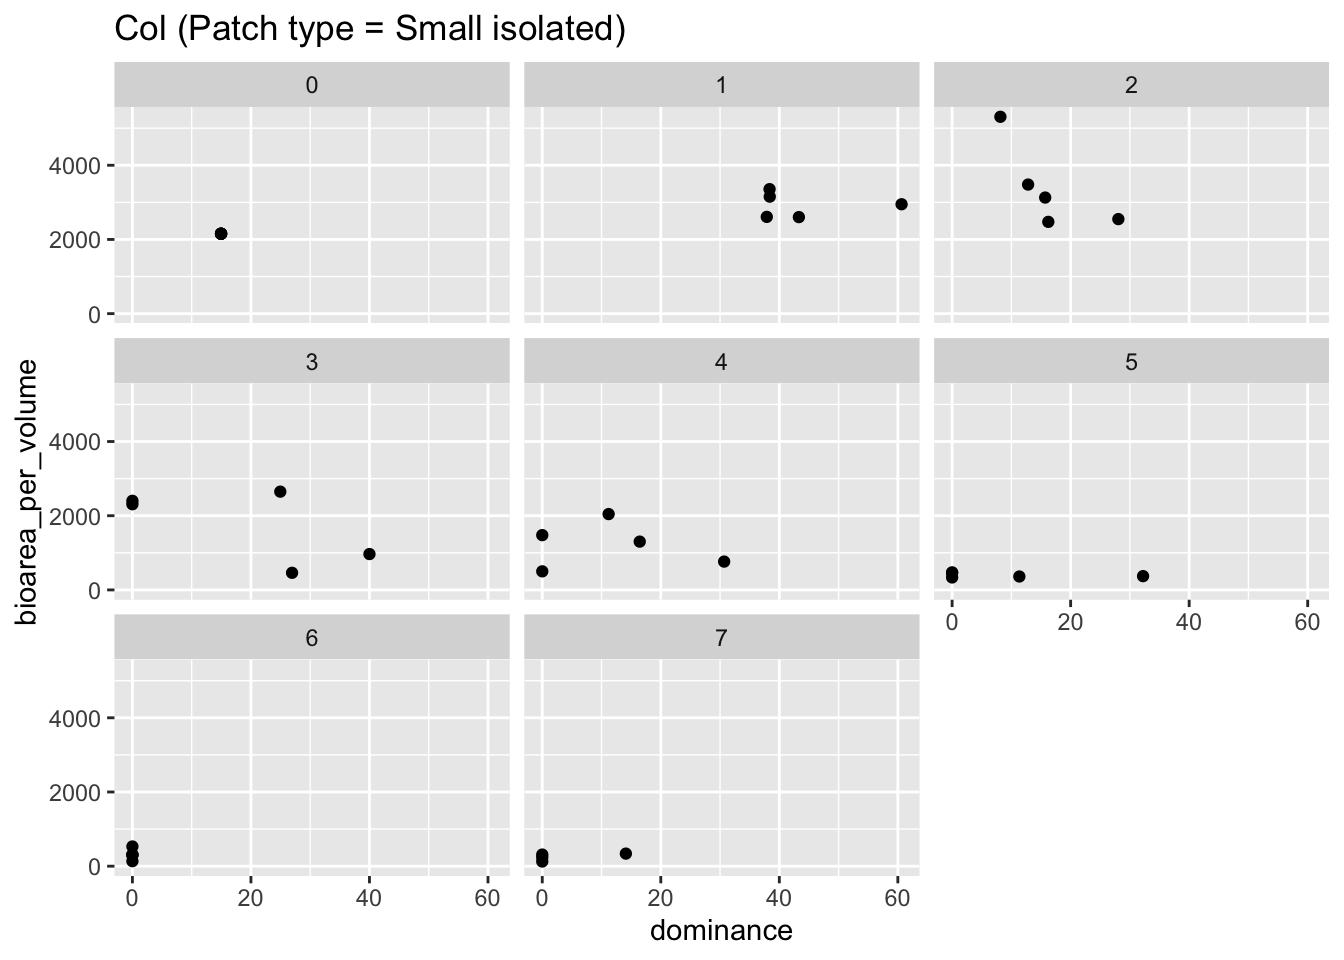 Col (Patch type = Small isolated)
0 1 2
4000
2000
0
3 4 5
4000
2000
0
0 20 40 60
6 7
4000
2000
0
0 20 40 60 0 20 40 60
dominance
bioarea_per_volume